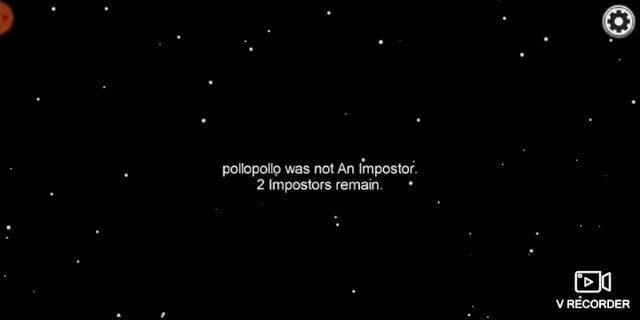 pollopollo was not An Impostor.
2 Impostors remain.
V RECORDER